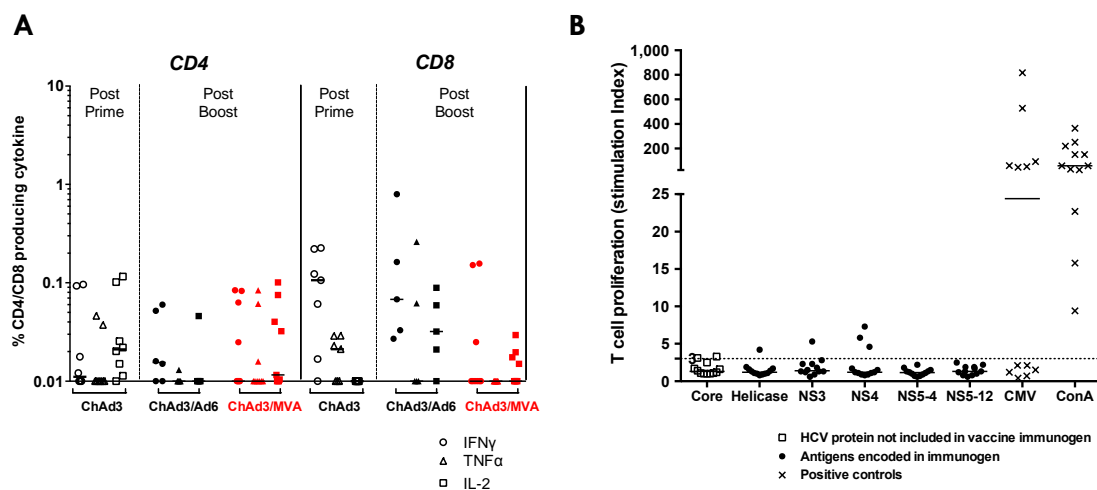 A
CD4
CD8
Post
Prime
Post
Boost
Post
Prime
Post
Boost
% CD4/CD8 producing cytokine
10
1
0.1
0.01
ChAd3
ChAd3/Ad6
ChAd3/MVA
ChAd3
ChAd3/Ad6
ChAd3/MVA
IFNγ
TNFα
IL-2
B
T cell proliferation (stimulation Index)
1,000
800
600
400
200
25
20
15
10
5
0
Core
Helicase
NS3
NS4
NS5-4
NS5-12
CMV
ConA
HCV protein not included in vaccine immunogen
Antigens encoded in immunogen
Positive controls